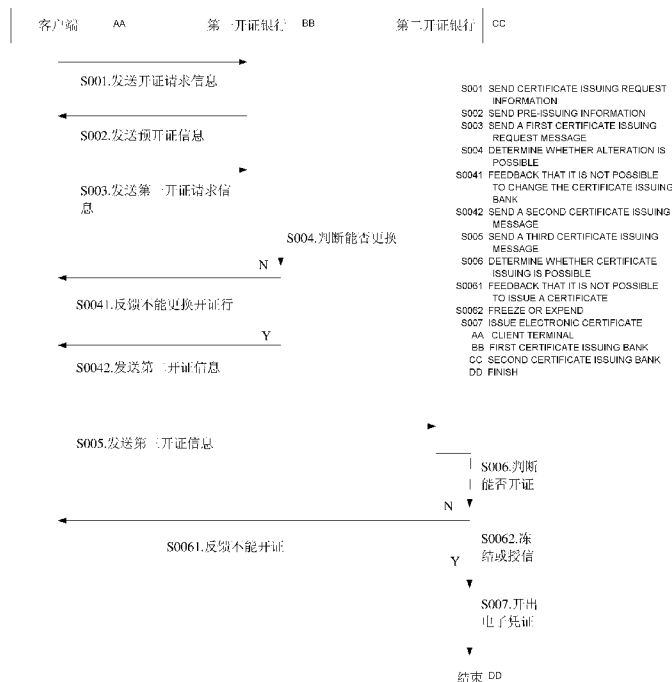 客户端 AA 第一开证银行 BB 第二开证银行 CC
S001.发送开证请求信息
S002.发送预开证信息
S003.发送第一开证请求信
息
S004.判断能否更换
N
S0041.反馈不能更换开证行
Y
S0042.发送第二开证信息
S005.发送第三开证信息
S006.判断
能否开证
N
S0061.反馈不能开证
S0062.冻
结或授信
Y
S007.开出
电子凭证
结束 DD
S001 SEND CERTIFICATE ISSUING REQUEST
INFORMATION
S002 SEND PRE-ISSUING INFORMATION
S003 SEND A FIRST CERTIFICATE ISSUING
REQUEST MESSAGE
S004 DETERMINE WHETHER ALTERATION IS
POSSIBLE
S0041 FEEDBACK THAT IT IS NOT POSSIBLE
TO CHANGE THE CERTIFICATE ISSUING
BANK
S0042 SEND A SECOND CERTIFICATE ISSUING
MESSAGE
S005 SEND A THIRD CERTIFICATE ISSUING
MESSAGE
S006 DETERMINE WHETHER CERTIFICATE
ISSUING IS POSSIBLE
S0061 FEEDBACK THAT IT IS NOT POSSIBLE
TO ISSUE A CERTIFICATE
S0062 FREEZE OR EXPEND
S007 ISSUE ELECTRONIC CERTIFICATE
AA CLIENT TERMINAL
BB FIRST CERTIFICATE ISSUING BANK
CC SECOND CERTIFICATE ISSUING BANK
DD FINISH